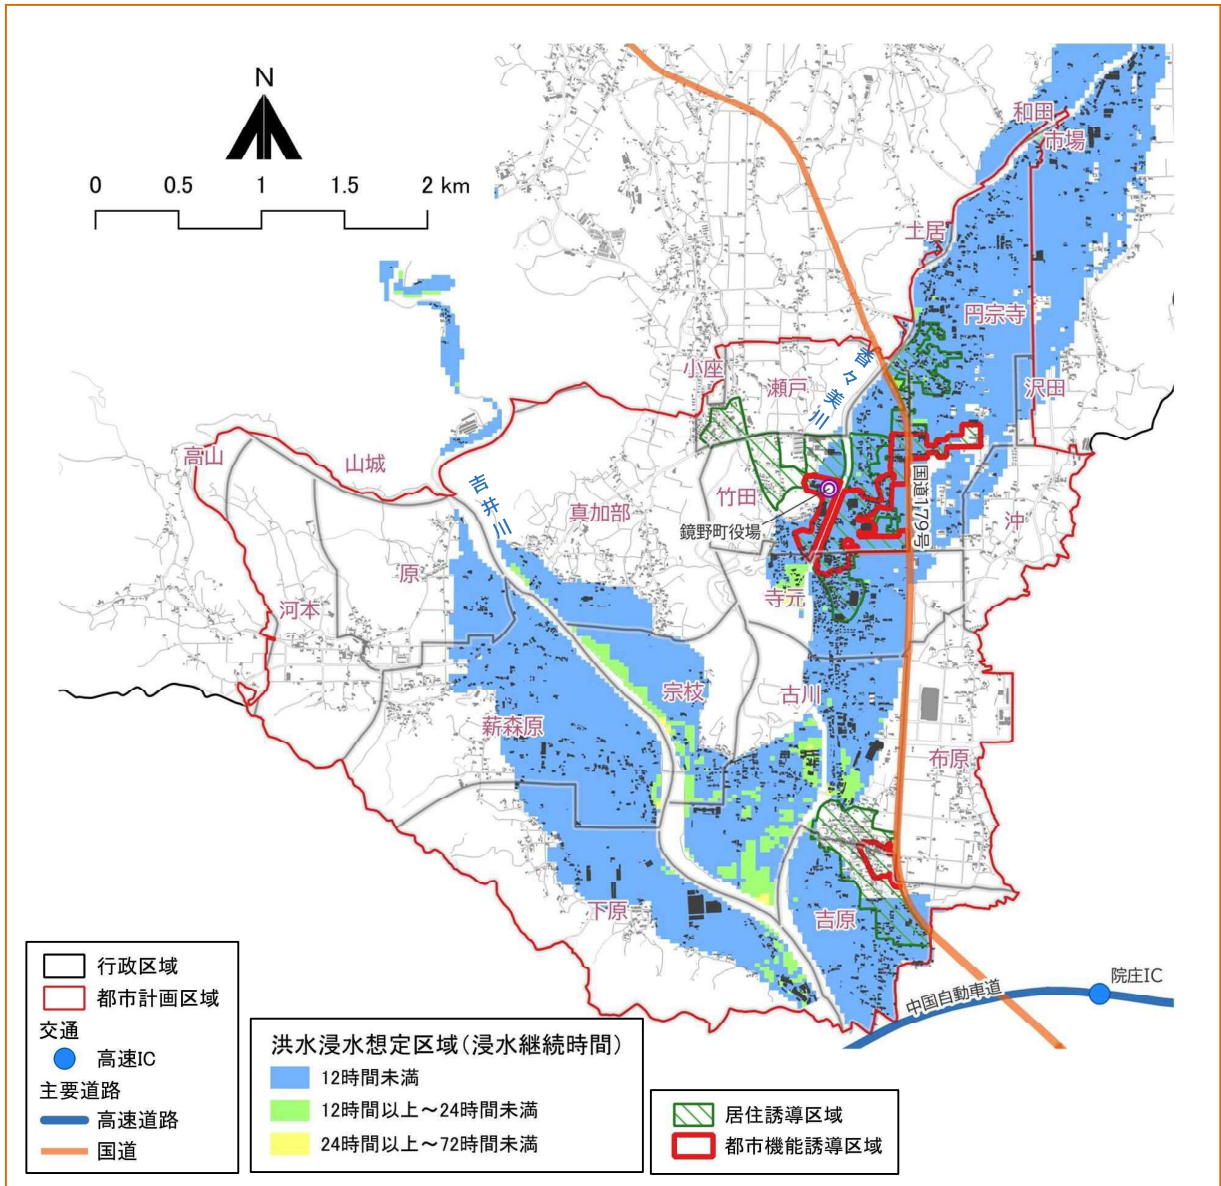 N
0 0.5 1 1.5 2 km
和田
市場
土居
円宗寺
香々美川
小座
瀬戸
沢田
高山
山城
吉井川
竹田
国道179号
真加部
鏡野町役場
沖
原
寺元
河本
宗枝
古川
薪森原
布原
下原
吉原
院庄IC
中国自動車道
行政区域
都市計画区域
交通
高速IC
主要道路
高速道路
国道
洪水浸水想定区域(浸水継続時間)
12時間未満
12時間以上～24時間未満
24時間以上～72時間未満
居住誘導区域
都市機能誘導区域